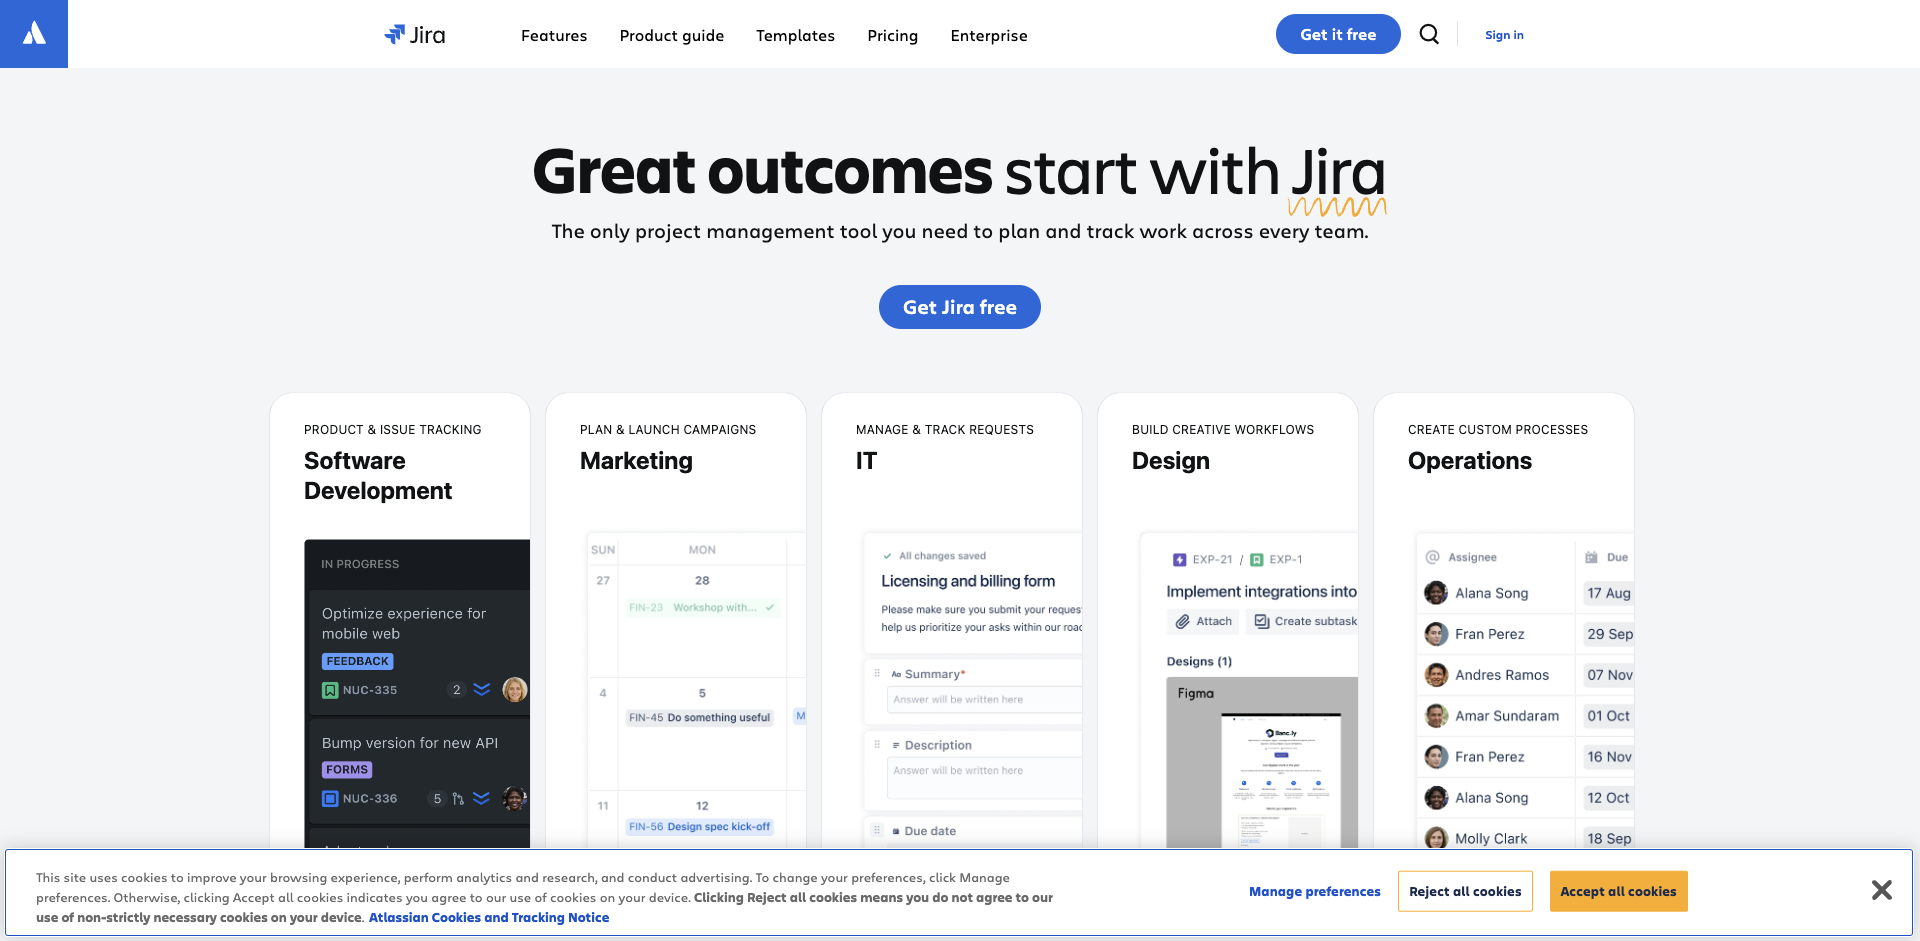 Jira
Features
Product guide
Templates
Pricing
Enterprise
Get it free
Sign in
Great outcomes start with Jira
The only project management tool you need to plan and track work across every team.
Get Jira free
PRODUCT & ISSUE TRACKING
Software
Development
IN PROGRESS
Optimize experience for
mobile web
FEEDBACK
NUC-335
2
Bump version for new API
FORMS
NUC-336
5
PLAN & LAUNCH CAMPAIGNS
Marketing
SUN
MON
27
28
FIN-23 Workshop with...
4
5
FIN-45 Do something useful
M
11
12
FIN-56 Design spec kick-off
MANAGE & TRACK REQUESTS
IT
All changes saved
Licensing and billing form
Please make sure you submit your reques
help us prioritize your asks within our roa
Aa Summary*
Answer will be written here
Description
Answer will be written here
Due date
BUILD CREATIVE WORKFLOWS
Design
EXP-21 / EXP-1
Implement integrations into
Attach
Create subtask
Designs (1)
Figma
Banc.ly
CREATE CUSTOM PROCESSES
Operations
Assignee
Due
Alana Song
17 Aug
Fran Perez
29 Sep
Andres Ramos
07 Nov
Amar Sundaram
01 Oct
Fran Perez
16 Nov
Alana Song
12 Oct
Molly Clark
18 Sep
This site uses cookies to improve your browsing experience, perform analytics and research, and conduct advertising. To change your preferences, click Manage
preferences. Otherwise, clicking Accept all cookies indicates you agree to our use of cookies on your device. Clicking Reject all cookies means you do not agree to our
use of non-strictly necessary cookies on your device. Atlassian Cookies and Tracking Notice
Manage preferences
Reject all cookies
Accept all cookies